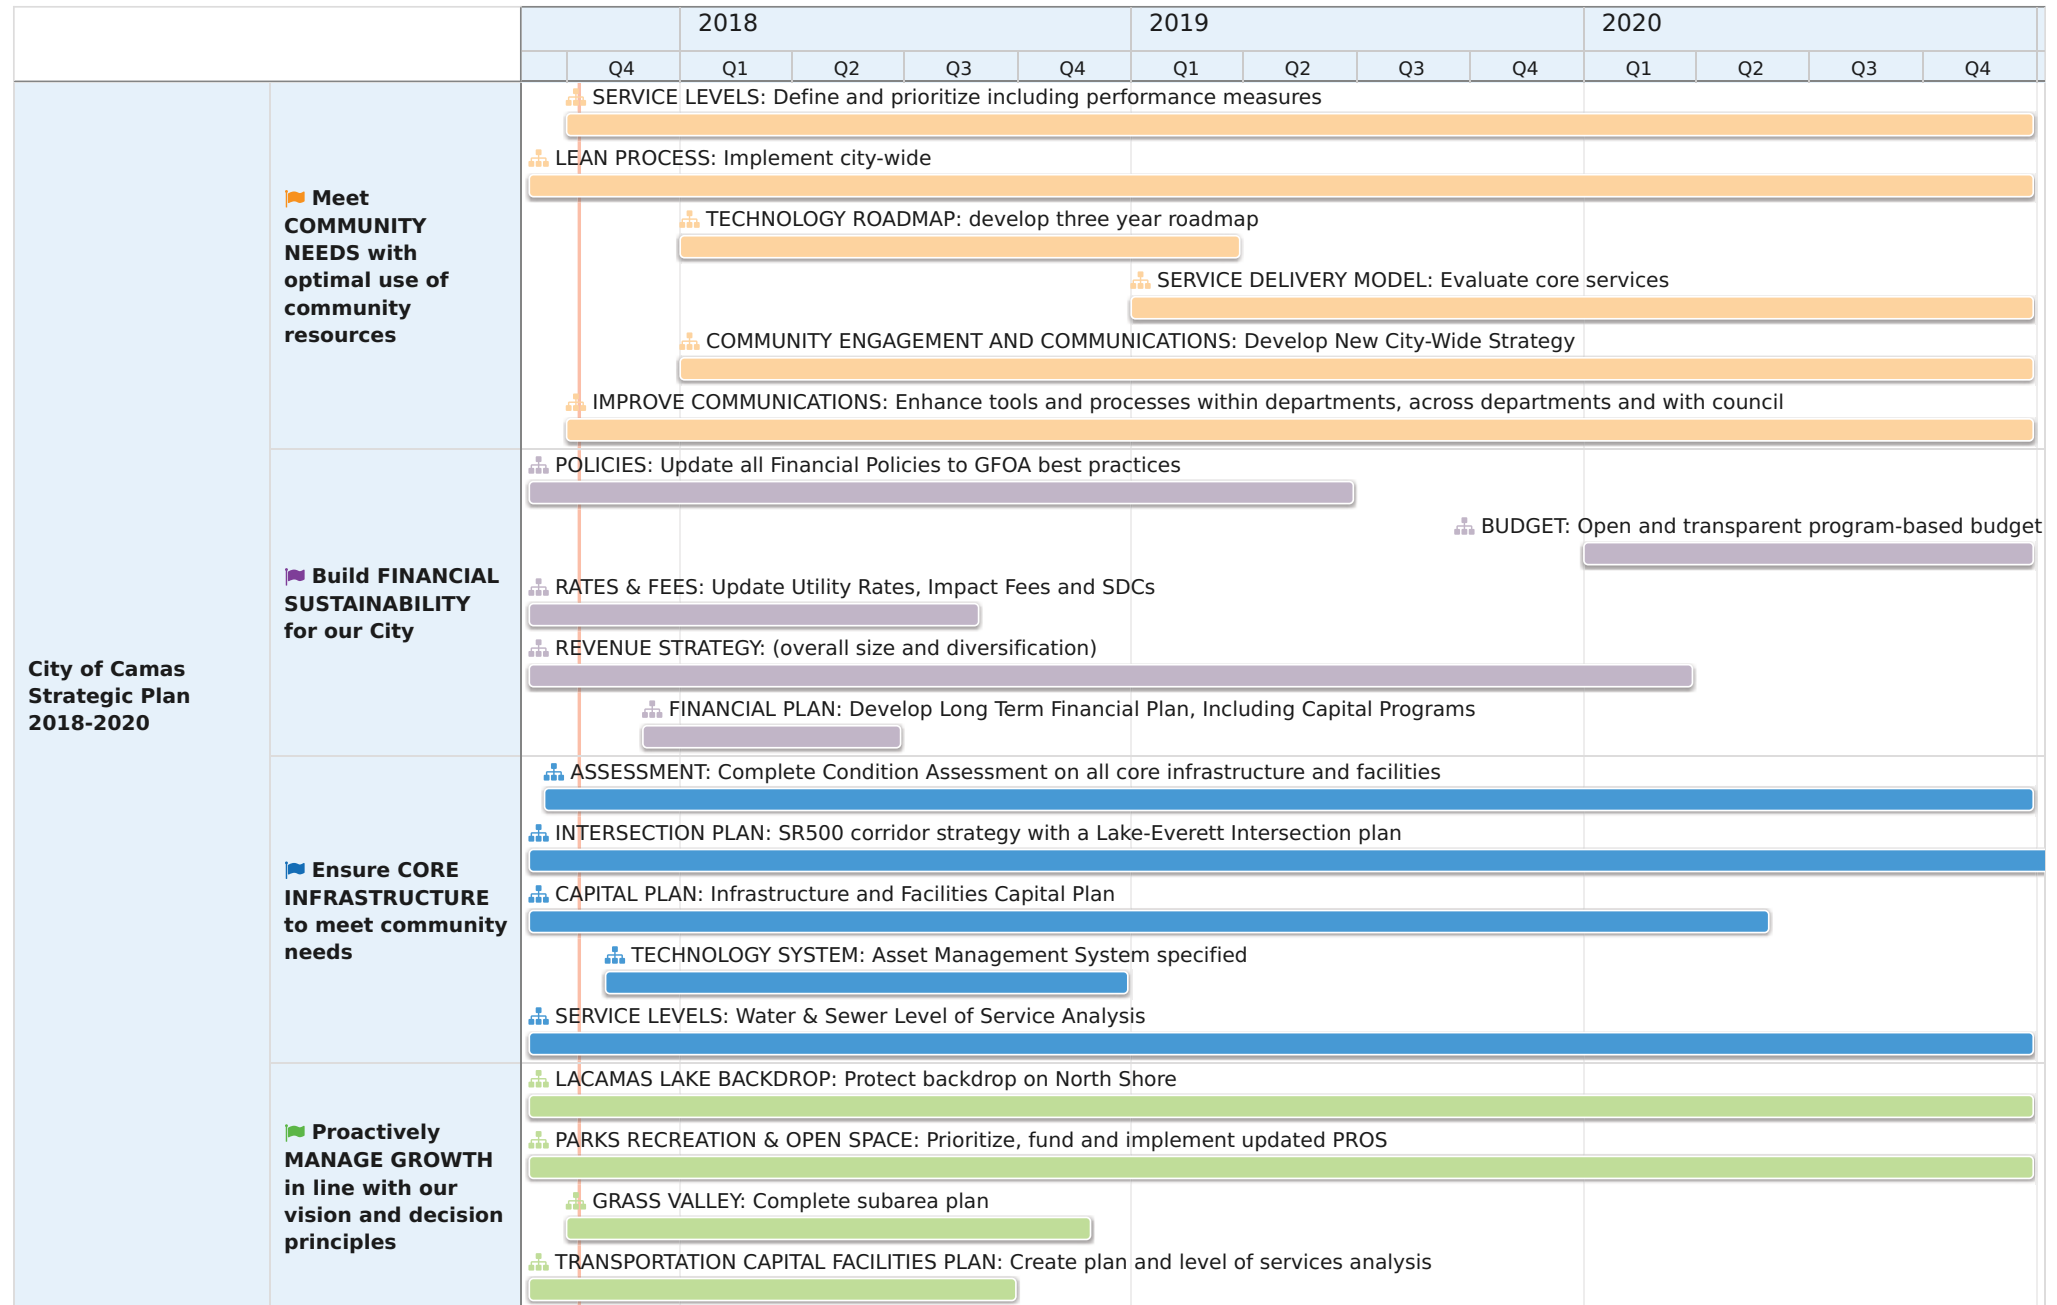 2018
2019
2020
Q4
Q1
Q2
Q3
Q4
Q1
Q2
Q3
Q4
Q1
Q2
Q3
Q4
City of Camas
Strategic Plan
2018-2020
Meet
COMMUNITY
NEEDS with
optimal use of
community
resources
SERVICE LEVELS: Define and prioritize including performance measures
LEAN PROCESS: Implement city-wide
TECHNOLOGY ROADMAP: develop three year roadmap
SERVICE DELIVERY MODEL: Evaluate core services
COMMUNITY ENGAGEMENT AND COMMUNICATIONS: Develop New City-Wide Strategy
IMPROVE COMMUNICATIONS: Enhance tools and processes within departments, across departments and with council
Build FINANCIAL
SUSTAINABILITY
for our City
POLICIES: Update all Financial Policies to GFOA best practices
BUDGET: Open and transparent program-based budget
RATES & FEES: Update Utility Rates, Impact Fees and SDCs
REVENUE STRATEGY: (overall size and diversification)
FINANCIAL PLAN: Develop Long Term Financial Plan, Including Capital Programs
Ensure CORE
INFRASTRUCTURE
to meet community
needs
ASSESSMENT: Complete Condition Assessment on all core infrastructure and facilities
INTERSECTION PLAN: SR500 corridor strategy with a Lake-Everett Intersection plan
CAPITAL PLAN: Infrastructure and Facilities Capital Plan
TECHNOLOGY SYSTEM: Asset Management System specified
SERVICE LEVELS: Water & Sewer Level of Service Analysis
Proactively
MANAGE GROWTH
in line with our
vision and decision
principles
LACAMAS LAKE BACKDROP: Protect backdrop on North Shore
PARKS RECREATION & OPEN SPACE: Prioritize, fund and implement updated PROS
GRASS VALLEY: Complete subarea plan
TRANSPORTATION CAPITAL FACILITIES PLAN: Create plan and level of services analysis